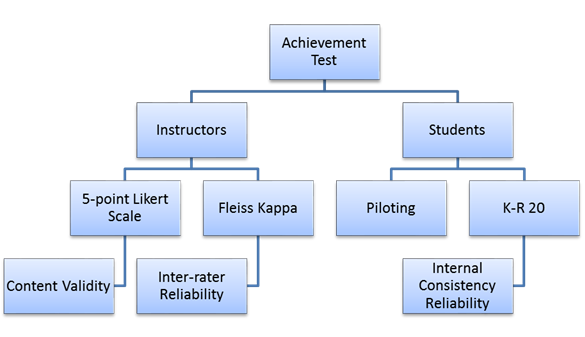 Achievement
Test
Instructors
Students
5-point Likert
Scale
Fleiss Kappa
Piloting
K-R 20
Content Validity
Inter-rater
Reliability
Internal
Consistency
Reliability